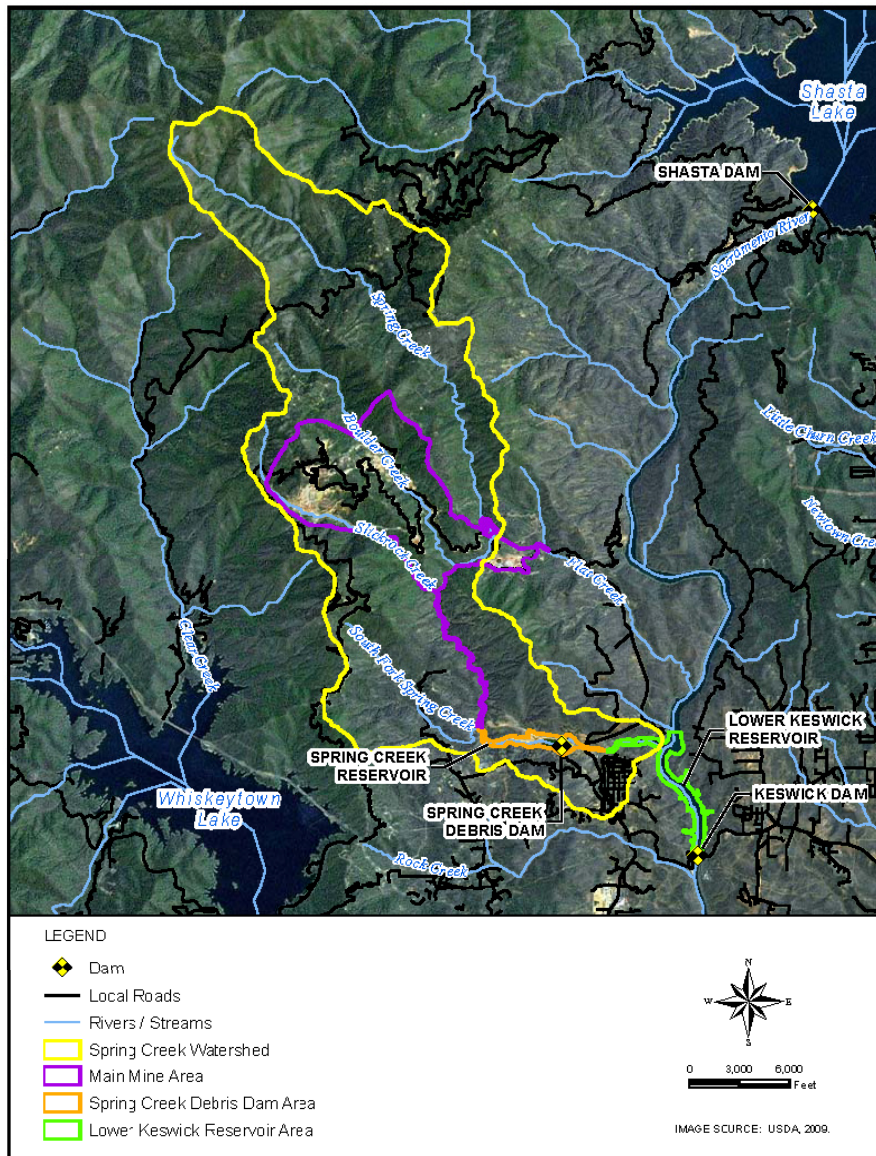 Shasta
Lake
SHASTA DAM
Sacramento River
Spring Creek
Boulder Creek
Little Churn Creek
Newtown Cree
Slickrock Creek
Flat Creek
Clear Creek
South Fork Spring Creek
LOWER KESWICK
RESERVOIR
SPRING CREEK
RESERVOIR
KESWICK DAM
Whiskeytown
Lake
SPRING CREEK
DEBRIS DAM
Rock Creek
LEGEND
Dam
Local Roads
Rivers / Streams
Spring Creek Watershed
Main Mine Area
Spring Creek Debris Dam Area
Lower Keswick Reservoir Area
N
W E
S
0 3,000 6,000
Feet
IMAGE SOURCE: USDA, 2009.